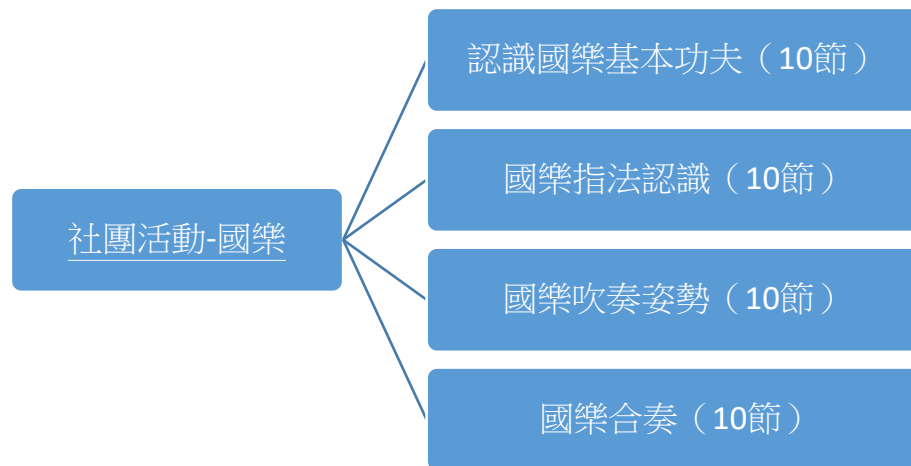 社團活動-國樂
認識國樂基本功夫（10節）
國樂指法認識（10節）
國樂吹奏姿勢（10節）
國樂合奏（10節）